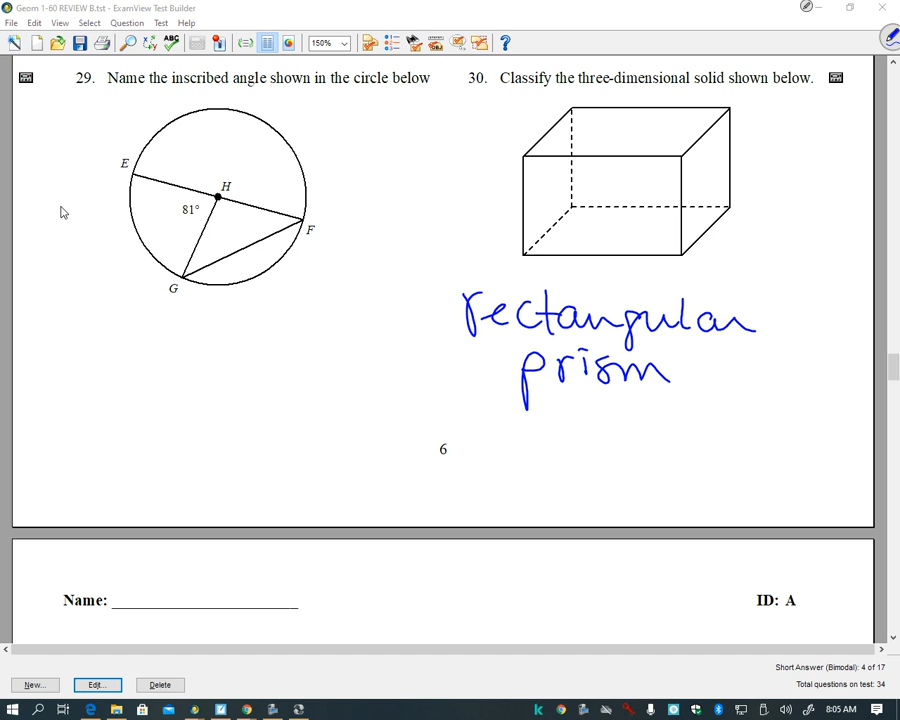 Geom 1-60 REVIEW B.tst - ExamView Test Builder
File Edit View Select Question Test Help
ABC
150%
29. Name the inscribed angle shown in the circle below
30. Classify the three-dimensional solid shown below.
E
H
81°
F
G
rectangular
prism
6
Name:
ID: A
Short Answer (Bimodal): 4 of 17
New... Edit... Delete
Total questions on test: 34
8:05 AM